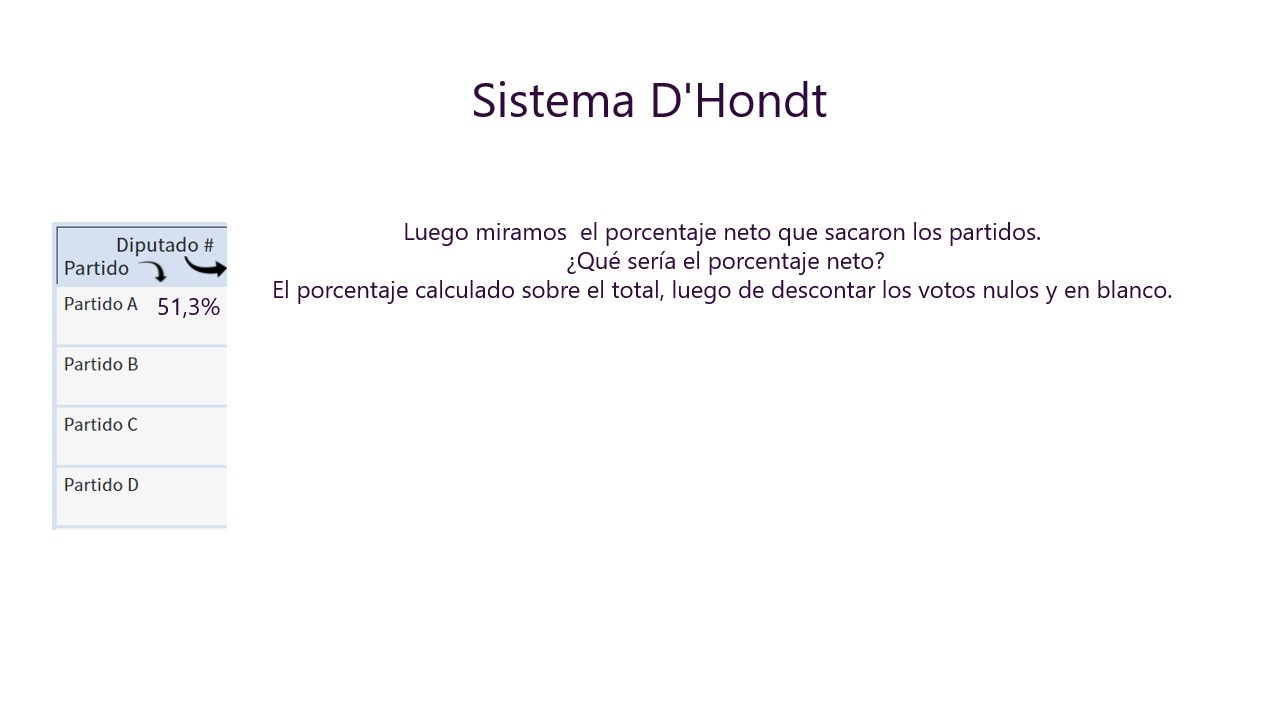 Sistema D'Hondt
Diputado #
Partido
Partido A 51,3%
Partido B
Partido C
Partido D
Luego miramos  el porcentaje neto que sacaron los partidos.
¿Qué sería el porcentaje neto?
El porcentaje calculado sobre el total, luego de descontar los votos nulos y en blanco.